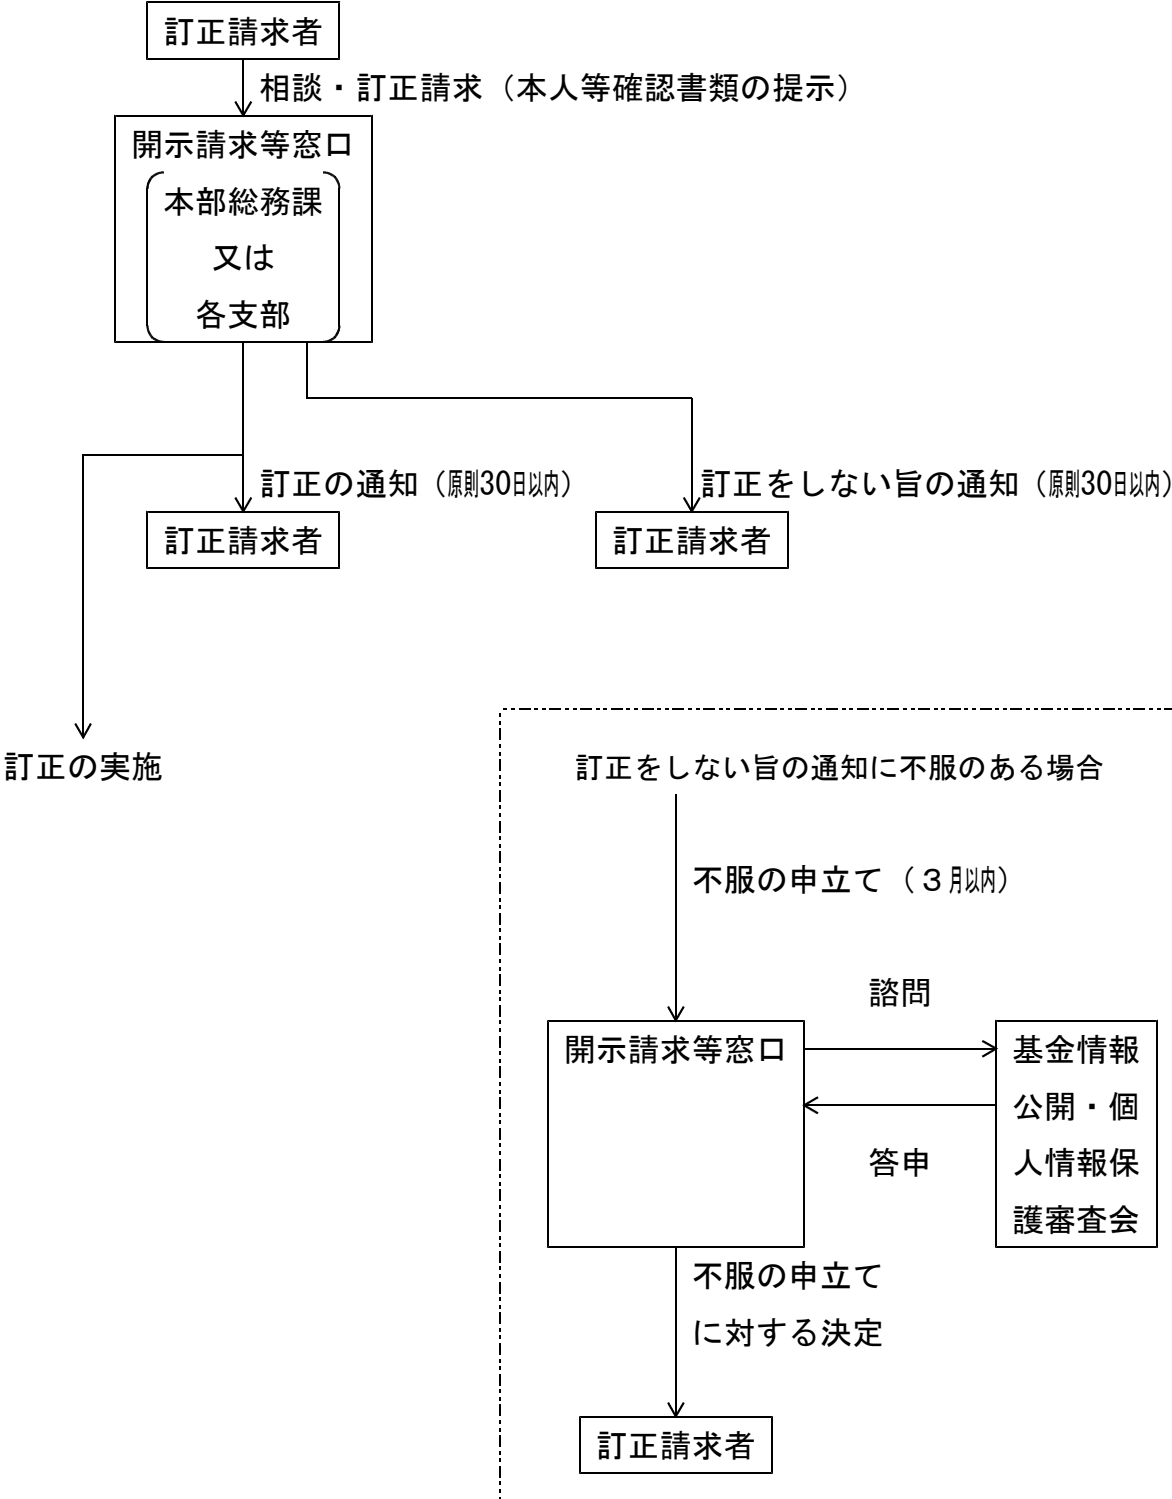 訂正請求者
相談・訂正請求（本人等確認書類の提示）
開示請求等窓口
本部総務課
又は
各支部
訂正の通知（原則30日以内）
訂正をしない旨の通知（原則30日以内）
訂正請求者
訂正請求者
訂正の実施
訂正をしない旨の通知に不服のある場合
不服の申立て（３月以内）
諮問
開示請求等窓口
基金情報
公開・個
人情報保
護審査会
答申
不服の申立て
に対する決定
訂正請求者